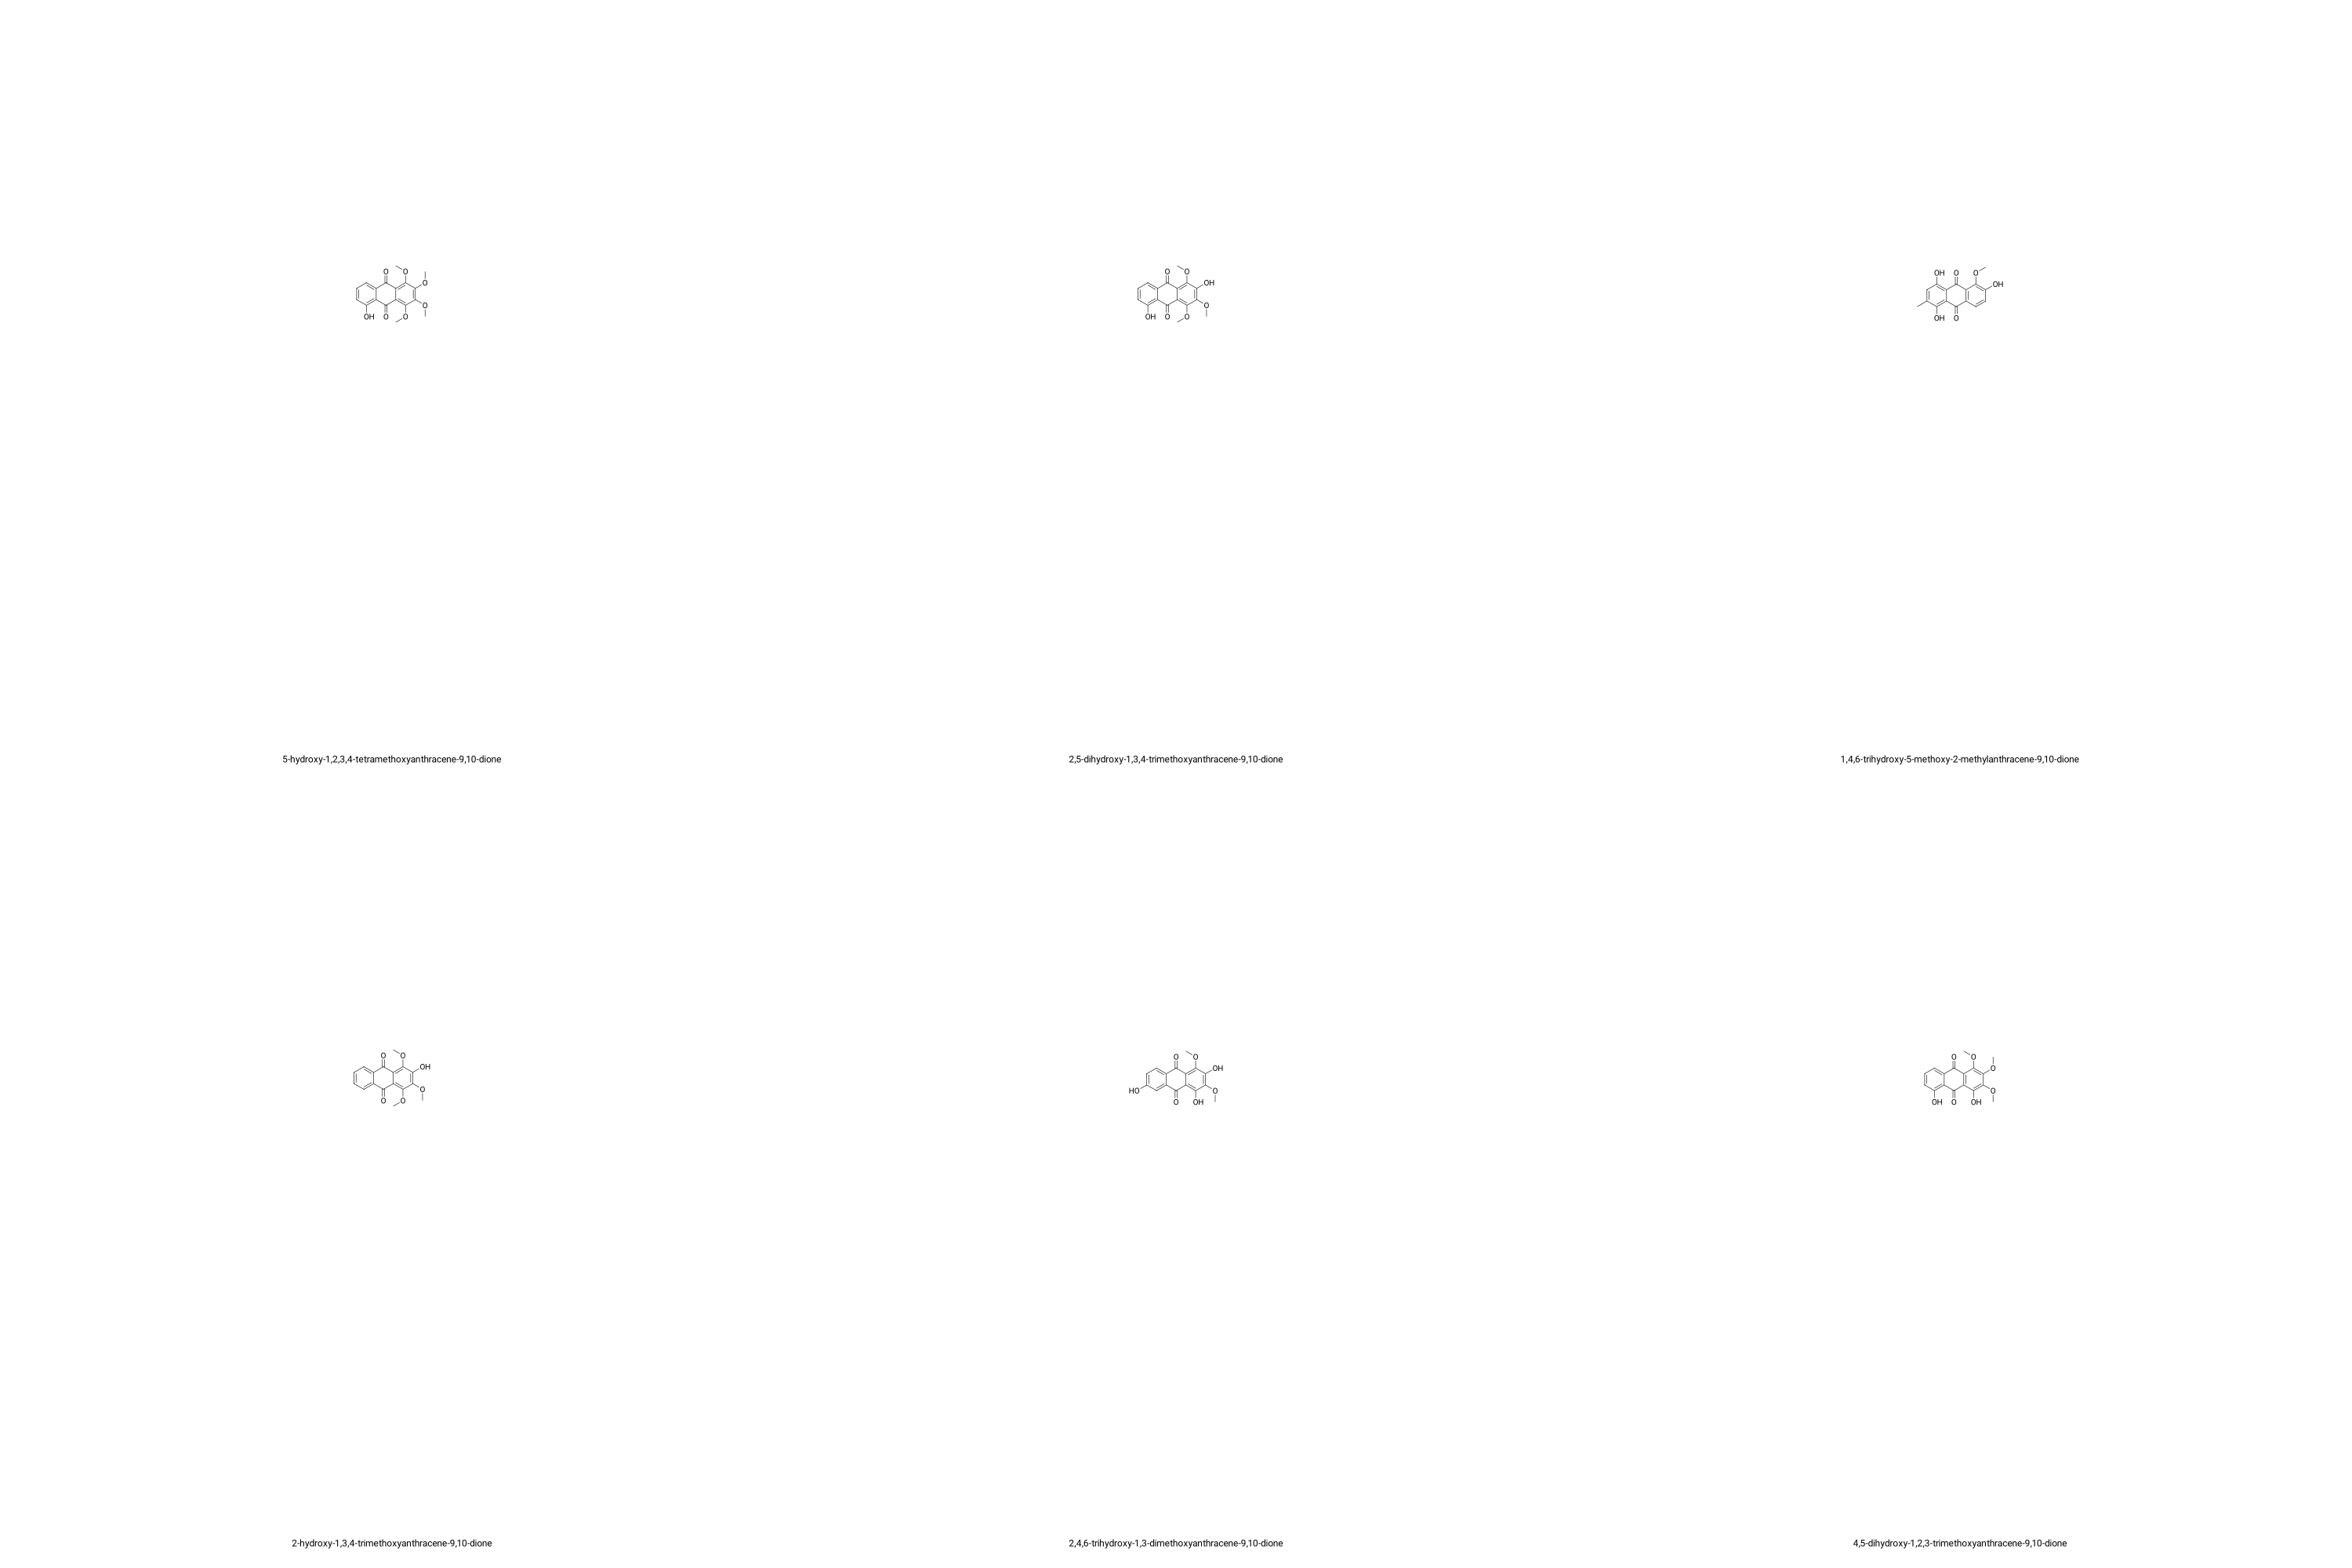 O O O
O O
OH O O
5-hydroxy-1,2,3,4-tetramethoxyanthracene-9,10-dione
O O OH
O
OH O O
2,5-dihydroxy-1,3,4-trimethoxyanthracene-9,10-dione
OH O O
OH
OH O
1,4,6-trihydroxy-5-methoxy-2-methylanthracene-9,10-dione
O O OH
O
O O
2-hydroxy-1,3,4-trimethoxyanthracene-9,10-dione
O O OH
HO O
O OH
2,4,6-trihydroxy-1,3-dimethoxyanthracene-9,10-dione
O O O
O
OH O OH
4,5-dihydroxy-1,2,3-trimethoxyanthracene-9,10-dione